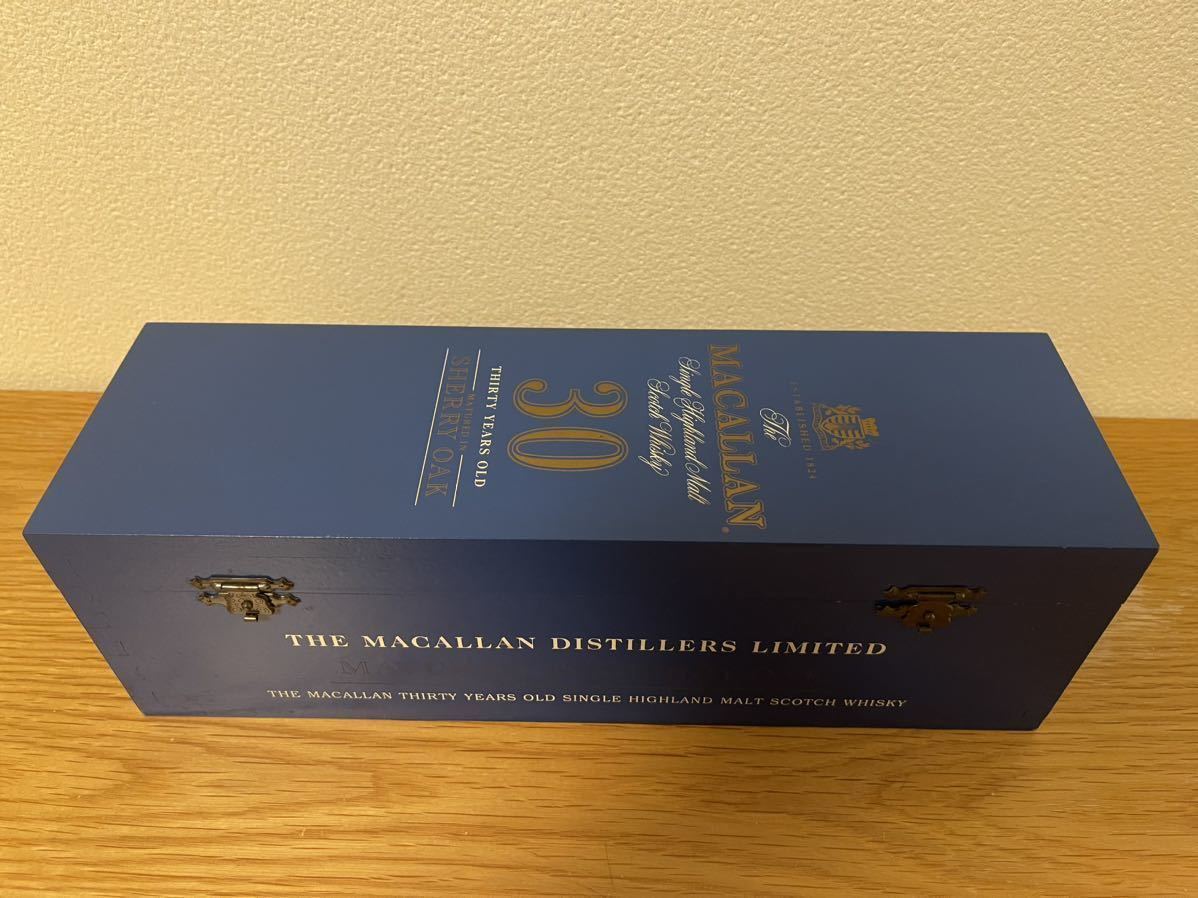 ESTABLISHED 1824
The
MACALLAN®
Single Highland Malt
Scotch Whisky
30
THIRTY YEARS OLD
MATURED IN
SHERRY OAK
THE MACALLAN DISTILLERS LIMITED
THE MACALLAN THIRTY YEARS OLD SINGLE HIGHLAND MALT SCOTCH WHISKY